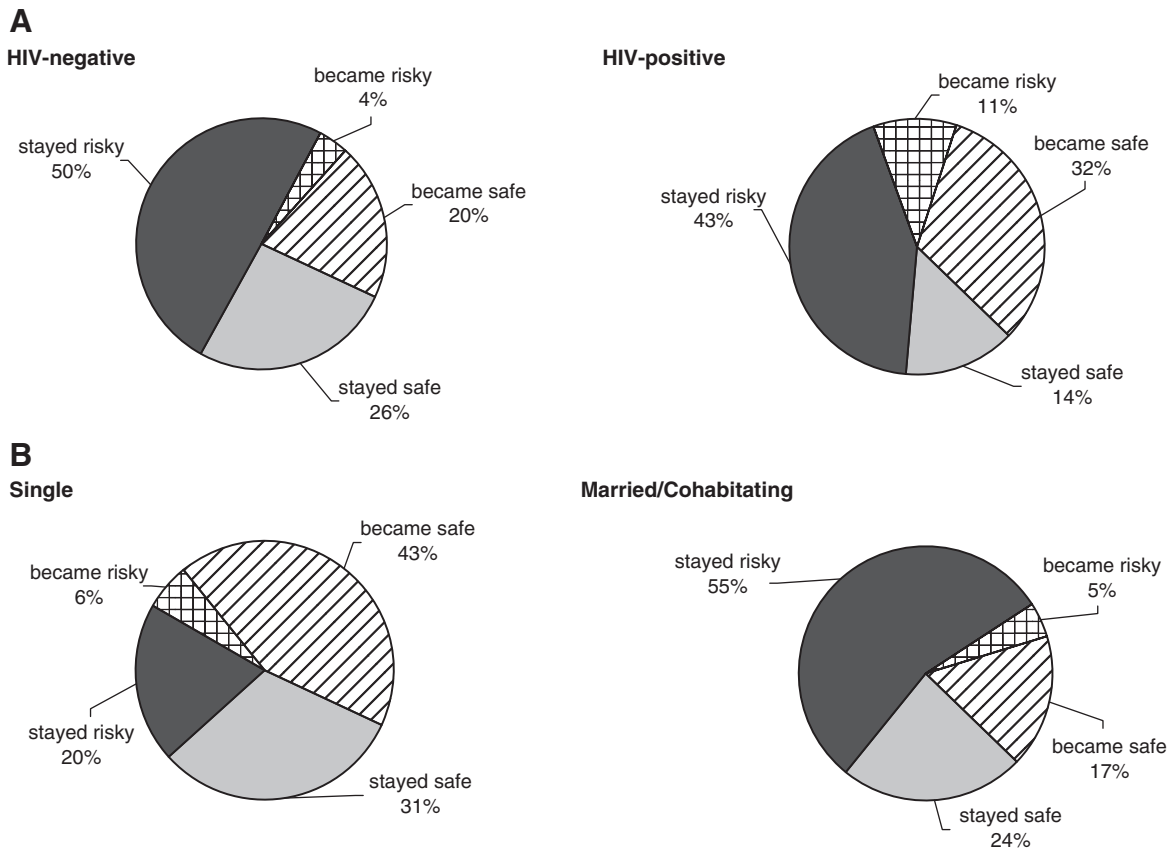 A
HIV-negative
became risky
4%
stayed risky
50%
became safe
20%
stayed safe
26%
HIV-positive
became risky
11%
became safe
32%
stayed risky
43%
stayed safe
14%
B
Single
became safe
43%
became risky
6%
stayed risky
20%
stayed safe
31%
Married/Cohabitating
stayed risky
55%
became risky
5%
became safe
17%
stayed safe
24%